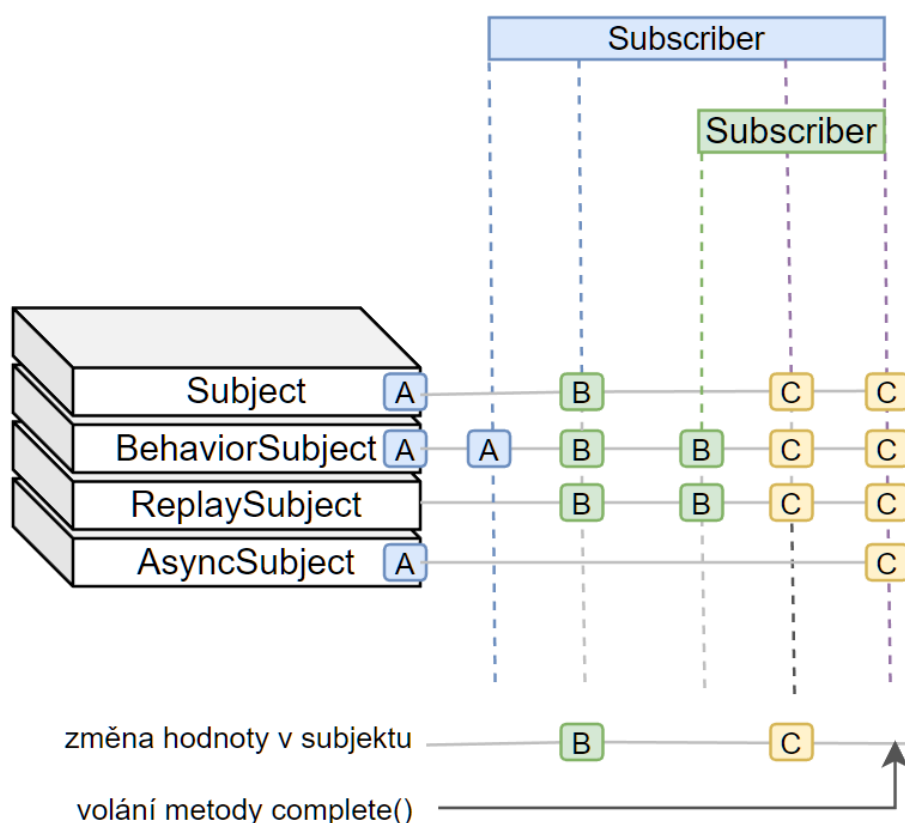 Subscriber
Subscriber
Subject A B C C
BehaviorSubject A A B B C C
ReplaySubject B B C C
AsyncSubject A C
změna hodnoty v subjektu B C
volání metody complete()